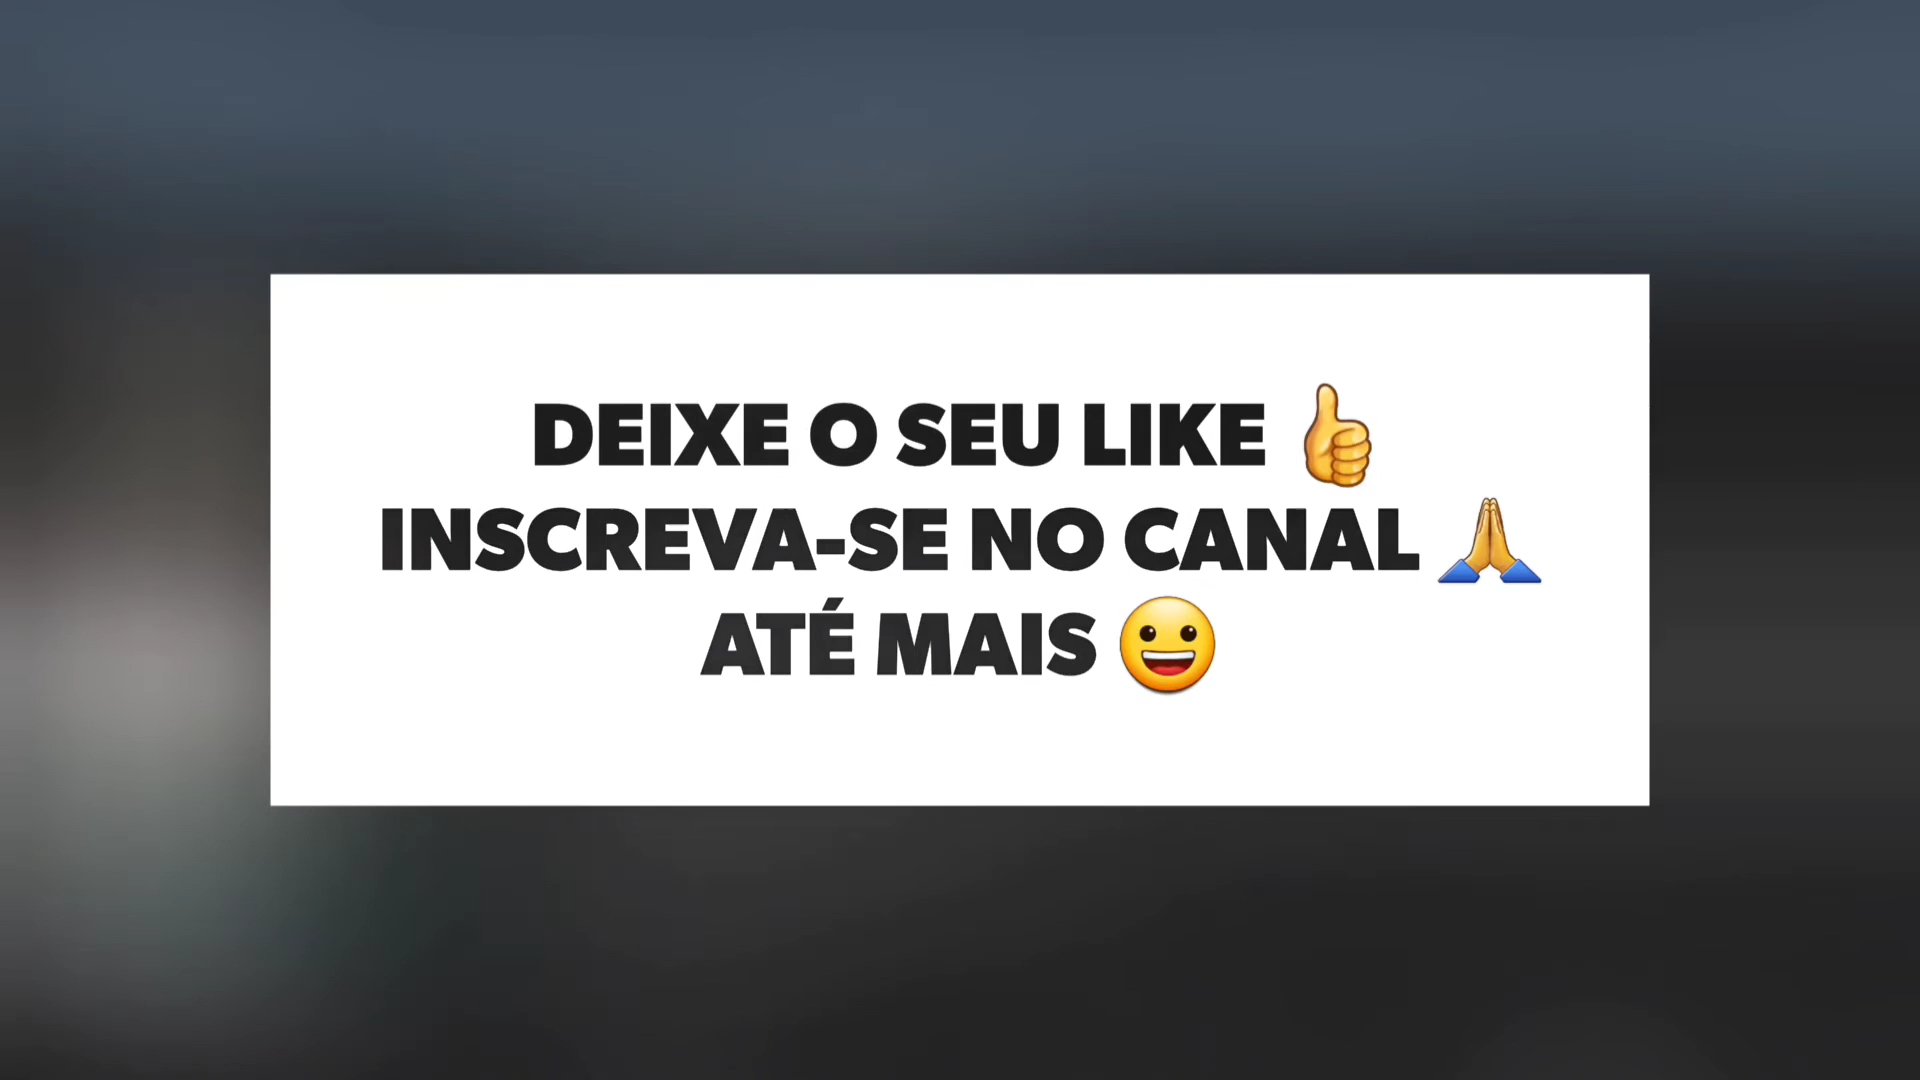 DEIXE O SEU LIKE 👍
INSCREVA-SE NO CANAL 🙏
ATÉ MAIS 😀